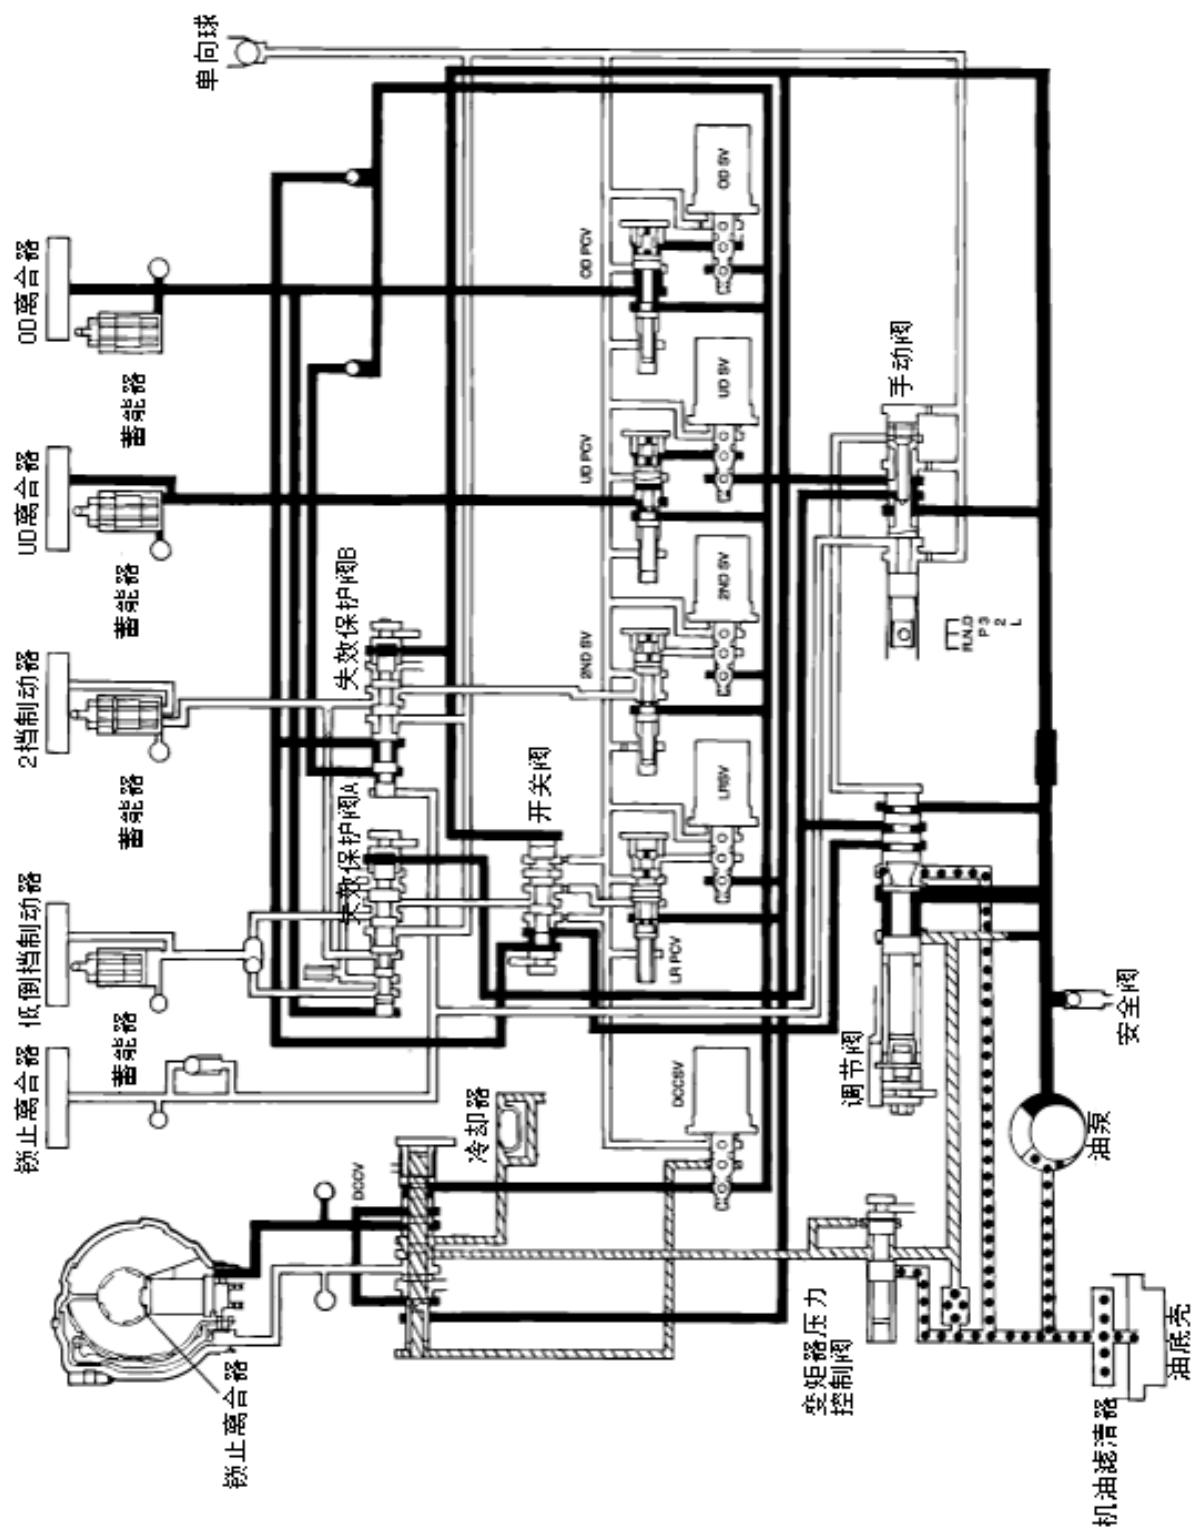 单向球
OD离合器
蓄能器
UD离合器
蓄能器
2挡制动器
蓄能器
低倒挡制动器
蓄能器
锁止离合器
锁止离合器
失效保护阀B
失效保护阀A
开关阀
冷却器
DCCV
OD PCV
OD SV
UD PCV
UD SV
2ND SV
2ND SV
LRSV
LR PCV
DCCSV
手动阀
R.N.D
P 3
2
L
调节阀
安全阀
油泵
变矩器压力
控制阀
机油滤清器
油底壳